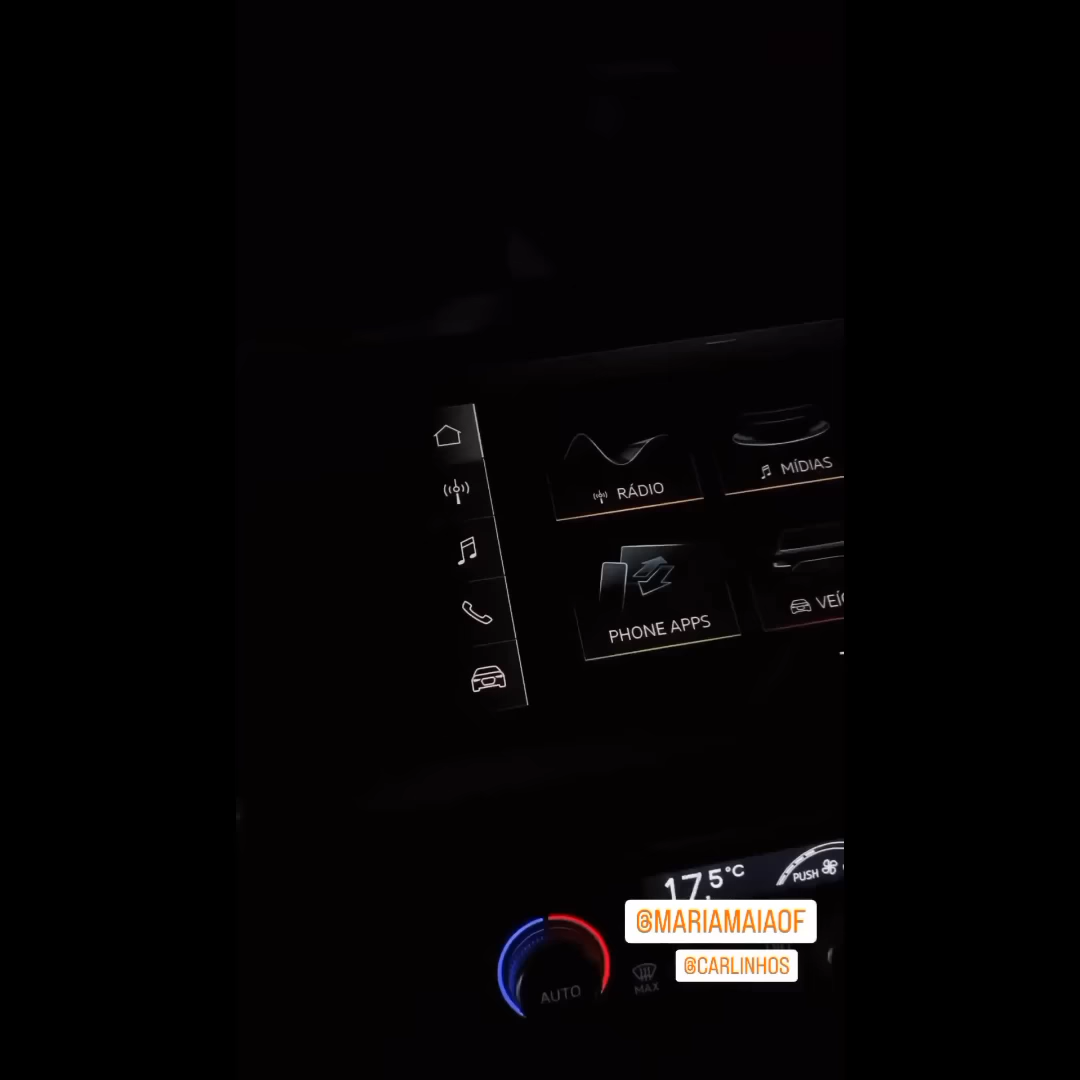 RÁDIO
MÍDIAS
PHONE APPS
17.5°C
PUSH
@MARIAMAIAOF
@CARLINHOS
AUTO
MAX